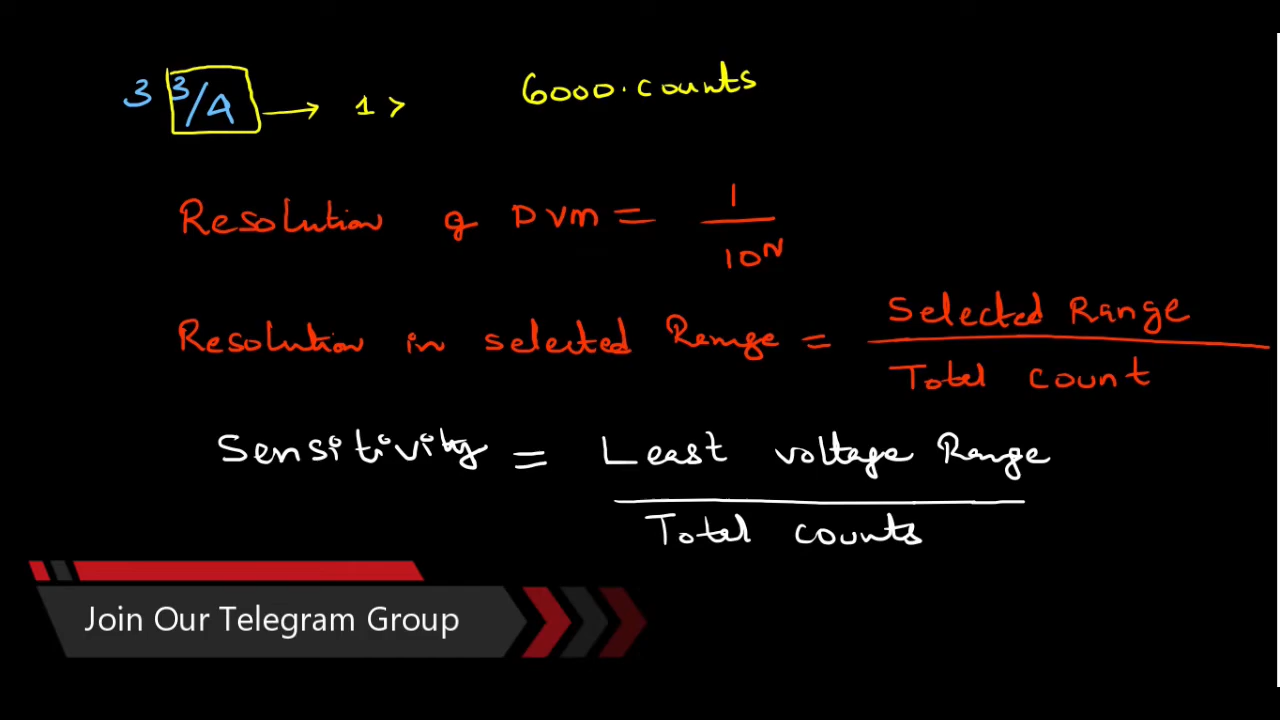 3 3/4 → 1 > 6000 counts
Resolution of DVM = 1/10^N
Resolution in selected Range = Selected Range / Total count
Sensitivity = Least voltage Range / Total counts
Join Our Telegram Group